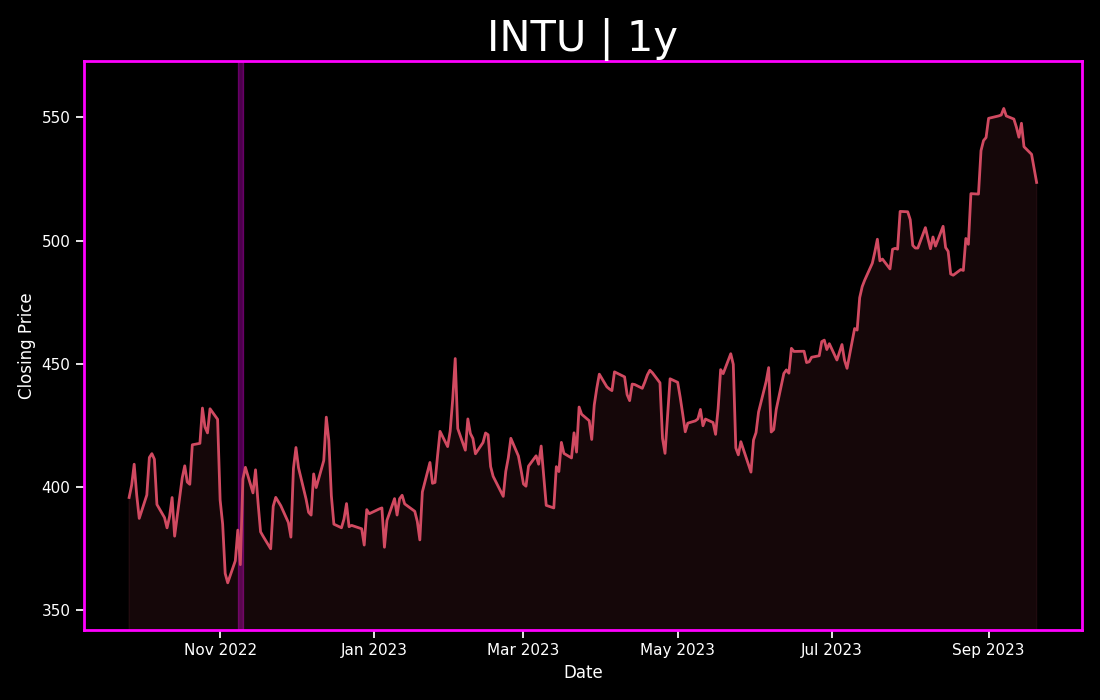 INTU | 1y
Closing Price
550
500
450
400
350
Nov 2022
Jan 2023
Mar 2023
May 2023
Jul 2023
Sep 2023
Date